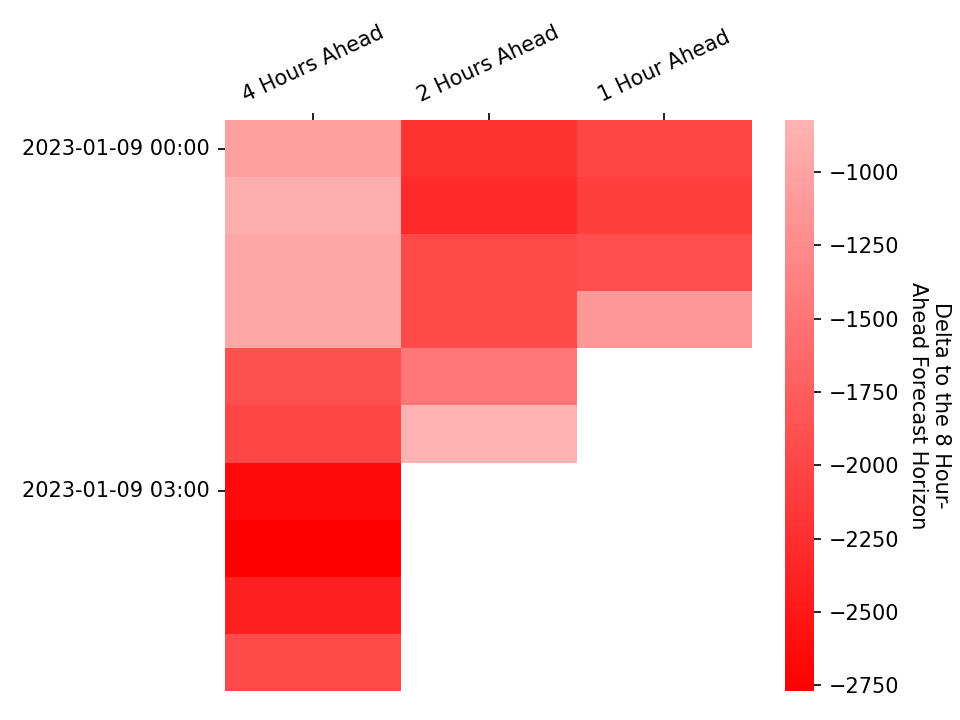 4 Hours Ahead
2 Hours Ahead
1 Hour Ahead
2023-01-09 00:00
2023-01-09 03:00
−1000
−1250
−1500
−1750
−2000
−2250
−2500
−2750
Delta to the 8 Hour-
Ahead Forecast Horizon